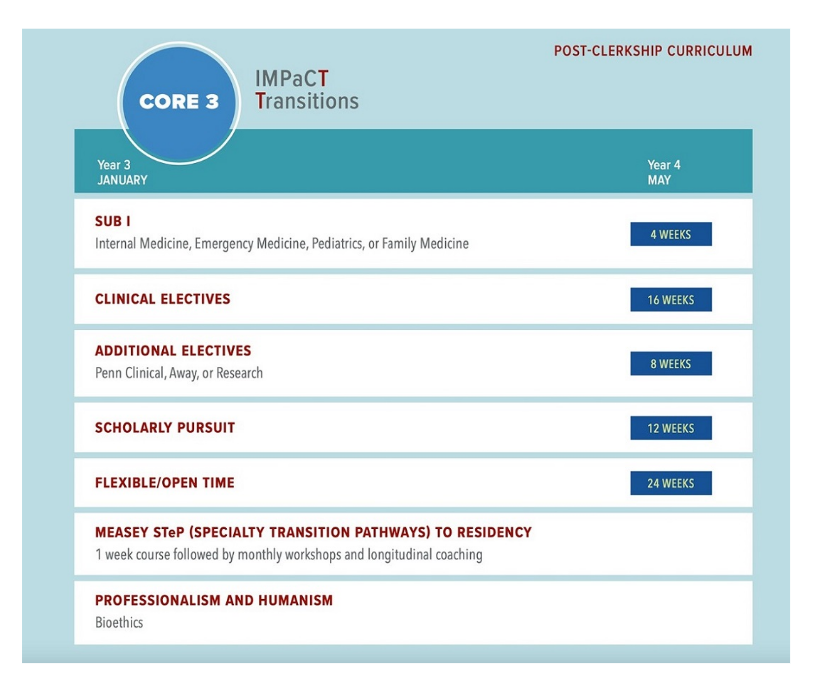 POST-CLERKSHIP CURRICULUM
CORE 3
IMPaCT
Transitions
Year 3
JANUARY
Year 4
MAY
SUB I
Internal Medicine, Emergency Medicine, Pediatrics, or Family Medicine
4 WEEKS
CLINICAL ELECTIVES
16 WEEKS
ADDITIONAL ELECTIVES
Penn Clinical, Away, or Research
8 WEEKS
SCHOLARLY PURSUIT
12 WEEKS
FLEXIBLE/OPEN TIME
24 WEEKS
MEASEY STeP (SPECIALTY TRANSITION PATHWAYS) TO RESIDENCY
1 week course followed by monthly workshops and longitudinal coaching
PROFESSIONALISM AND HUMANISM
Bioethics